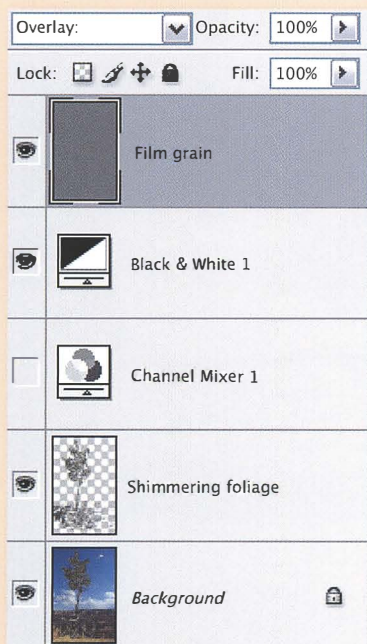 Overlay: Opacity: 100%
Lock: Fill: 100%
Film grain
Black & White 1
Channel Mixer 1
Shimmering foliage
Background